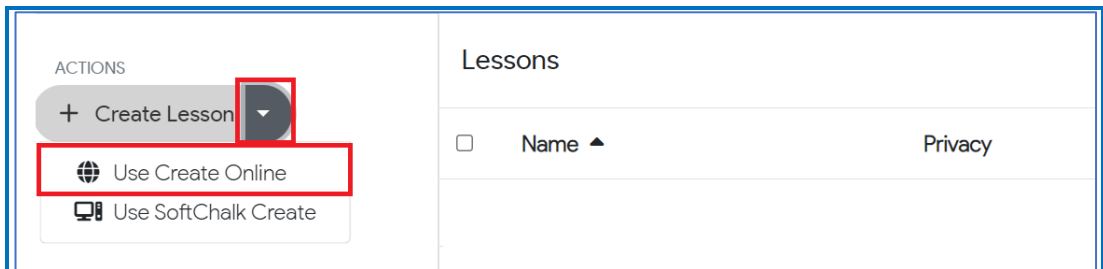 ACTIONS
+ Create Lesson
Use Create Online
Use SoftChalk Create
Lessons
Name
Privacy